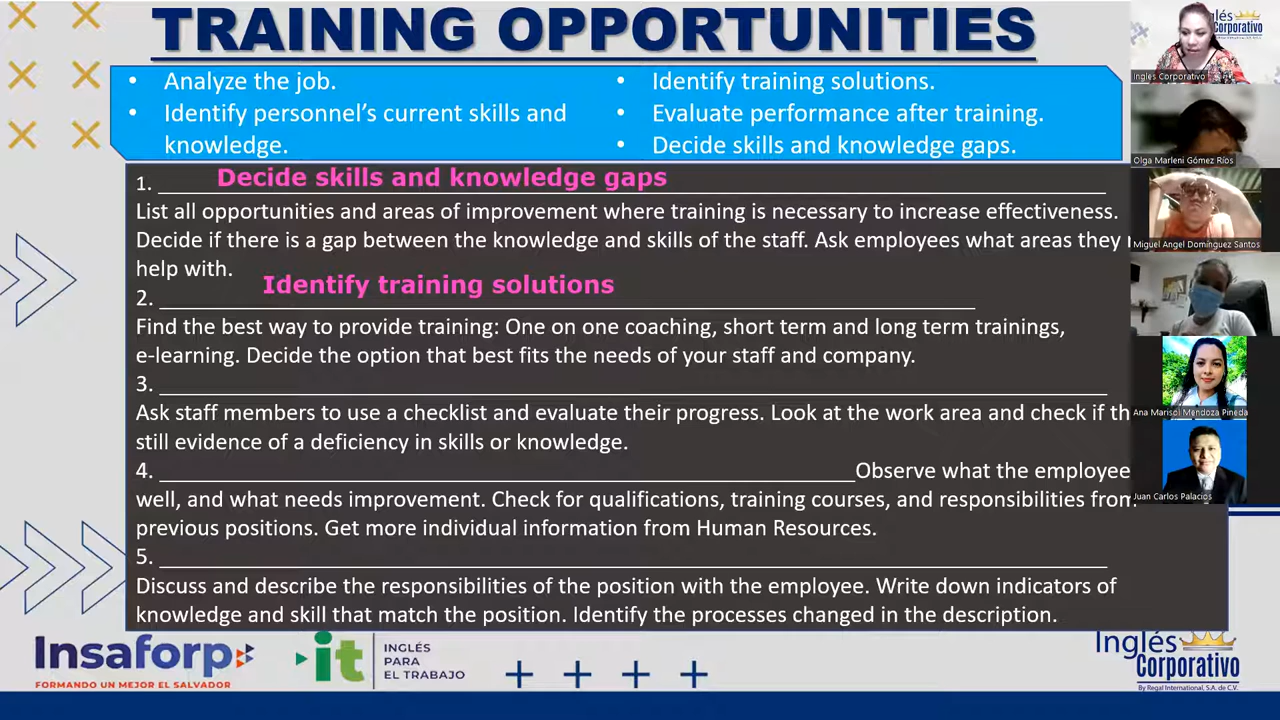 TRAINING OPPORTUNITIES
• Analyze the job.
• Identify personnel’s current skills and
knowledge.
• Identify training solutions.
• Evaluate performance after training.
• Decide skills and knowledge gaps.
1. Decide skills and knowledge gaps
List all opportunities and areas of improvement where training is necessary to increase effectiveness.
Decide if there is a gap between the knowledge and skills of the staff. Ask employees what areas they
help with.
2. Identify training solutions
Find the best way to provide training: One on one coaching, short term and long term trainings,
e-learning. Decide the option that best fits the needs of your staff and company.
3.
Ask staff members to use a checklist and evaluate their progress. Look at the work area and check if
still evidence of a deficiency in skills or knowledge.
4. Observe what the employee
well, and what needs improvement. Check for qualifications, training courses, and responsibilities from
previous positions. Get more individual information from Human Resources.
5.
Discuss and describe the responsibilities of the position with the employee. Write down indicators of
knowledge and skill that match the position. Identify the processes changed in the description.
Insaforp
FORMANDO UN MEJOR EL SALVADOR
it
INGLÉS
PARA
EL TRABAJO
Inglés
Corporativo
By Regal International, S.A. de C.V.
Corporativo
Ingles Corporativo
Olga Marleni Gómez Ríos
Miguel Angel Domínguez Santos
Ana Marisol Mendoza Pineda
Juan Carlos Palacios